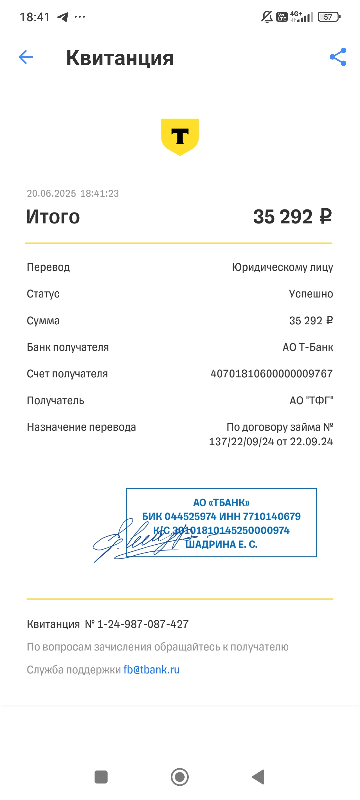 18:41
4G+
57
Квитанция
Т
20.06.2025 18:41:23
Итого 35 292 ₽
Перевод Юридическому лицу
Статус Успешно
Сумма 35 292 ₽
Банк получателя АО Т-Банк
Счет получателя 40701810600000009767
Получатель АО "ТФГ"
Назначение перевода По договору займа №
137/22/09/24 от 22.09.24
АО «ТБАНК»
БИК 044525974 ИНН 7710140679
К/С 30101810145250000974
ШАДРИНА Е. С.
Квитанция № 1-24-987-087-427
По вопросам зачисления обращайтесь к получателю
Служба поддержки fb@tbank.ru